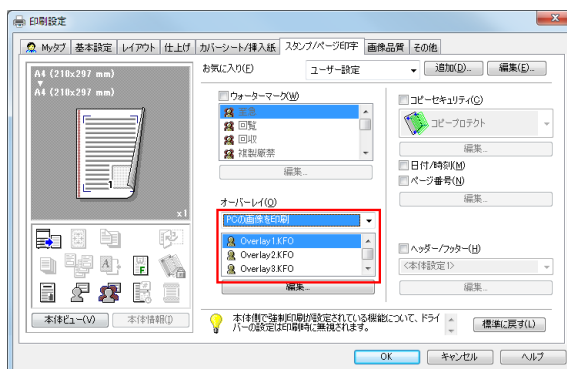 印刷設定
Myタブ 基本設定 レイアウト 仕上げ カバーシート/挿入紙 スタンプ/ページ印字 画像品質 その他
A4 (210x297 mm)
A4 (210x297 mm)
x1
本体ビュー(V) 本体情報(I)
お気に入り(F) ユーザー設定 追加(D)... 編集(E)...
ウォーターマーク(W)
至急
回覧
回収
複製厳禁
編集...
オーバーレイ(O)
PCの画像を印刷
Overlay1.KFO
Overlay2.KFO
Overlay3.KFO
編集...
コピーセキュリティ(C)
コピープロテクト
編集...
日付/時刻(M)
ページ番号(N)
編集...
ヘッダー/フッター(H)
<本体設定1>
編集...
本体側で強制印刷が設定されている機能について、ドライ
バーの設定は印刷時に無視されます。
標準に戻す(L)
OK キャンセル ヘルプ